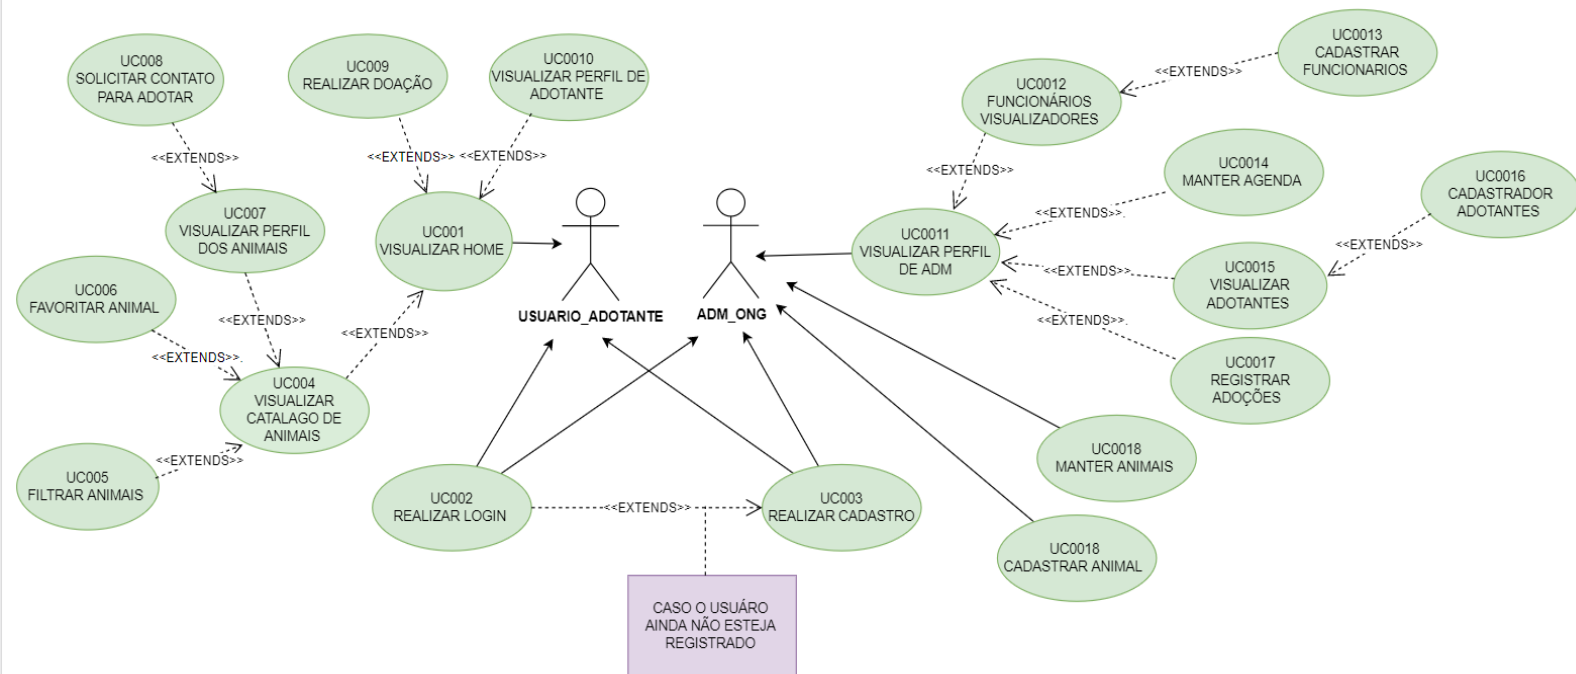 UC008
SOLICITAR CONTATO
PARA ADOTAR
UC009
REALIZAR DOAÇÃO
UC0010
VISUALIZAR PERFIL DE
ADOTANTE
UC0012
FUNCIONÁRIOS
VISUALIZADORES
<<EXTENDS>>
UC0013
CADASTRAR
FUNCIONARIOS
<<EXTENDS>>
<<EXTENDS>>
<<EXTENDS>>
<<EXTENDS>>
UC0014
MANTER AGENDA
UC0016
CADASTRADOR
ADOTANTES
UC007
VISUALIZAR PERFIL
DOS ANIMAIS
UC001
VISUALIZAR HOME
UC0011
VISUALIZAR PERFIL
DE ADM
<<EXTENDS>>.
<<EXTENDS>>
<<EXTENDS>>.
UC0015
VISUALIZAR
ADOTANTES
UC006
FAVORITAR ANIMAL
<<EXTENDS>>
<<EXTENDS>>
USUARIO_ADOTANTE
ADM_ONG
<<EXTENDS>>.
<<EXTENDS>>.
UC0017
REGISTRAR
ADOÇÕES
UC004
VISUALIZAR
CATALAGO DE
ANIMAIS
<<EXTENDS>>
UC005
FILTRAR ANIMAIS
UC0018
MANTER ANIMAIS
UC002
REALIZAR LOGIN
<<EXTENDS>>
UC003
REALIZAR CADASTRO
UC0018
CADASTRAR ANIMAL
CASO O USUÁRO
AINDA NÃO ESTEJA
REGISTRADO